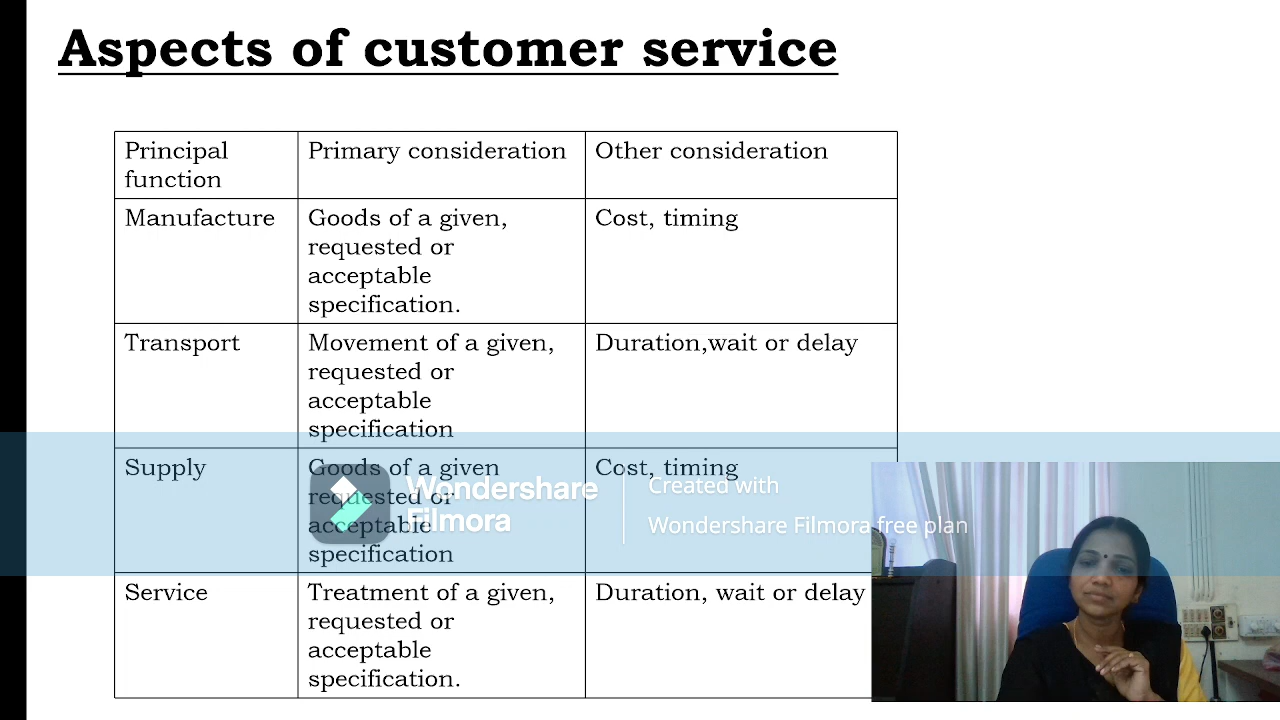 Aspects of customer service
Principal function
Primary consideration
Other consideration
Manufacture
Goods of a given,
requested or
acceptable
specification.
Cost, timing
Transport
Movement of a given,
requested or
acceptable
specification
Duration,wait or delay
Supply
Goods of a given
requested or
acceptable
specification
Cost, timing
Wondershare
Filmora
Created with
Wondershare Filmora free plan
Service
Treatment of a given,
requested or
acceptable
specification.
Duration, wait or delay